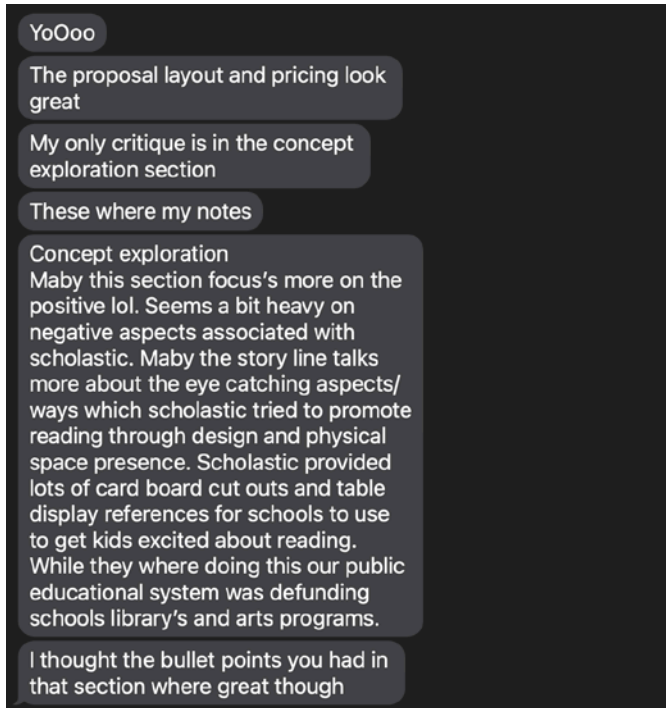 YoOoo
The proposal layout and pricing look
great
My only critique is in the concept
exploration section
These where my notes
Concept exploration
Maby this section focus's more on the
positive lol. Seems a bit heavy on
negative aspects associated with
scholastic. Maby the story line talks
more about the eye catching aspects/
ways which scholastic tried to promote
reading through design and physical
space presence. Scholastic provided
lots of card board cut outs and table
display references for schools to use
to get kids excited about reading.
While they where doing this our public
educational system was defunding
schools library's and arts programs.
I thought the bullet points you had in
that section where great though